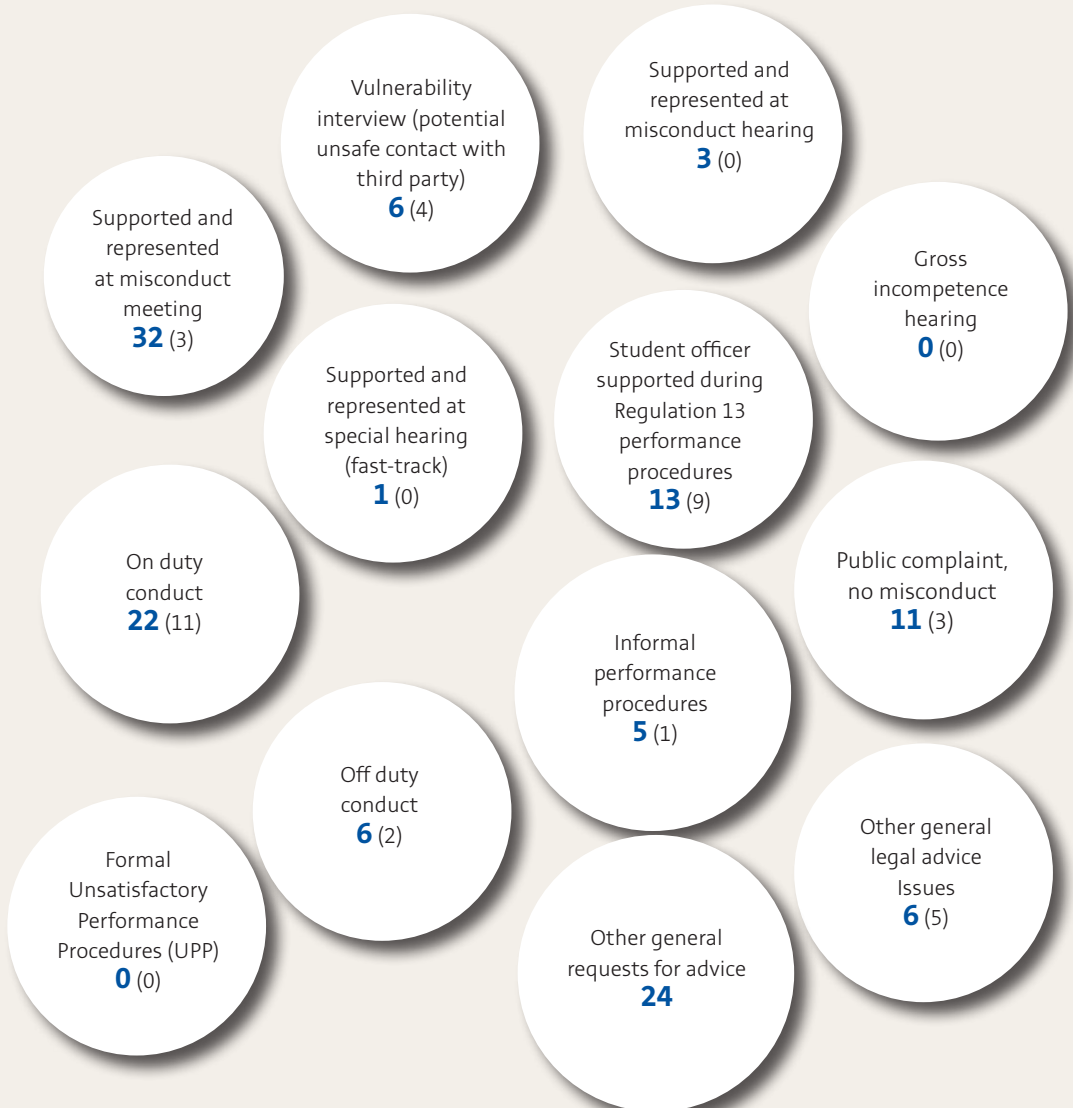 Vulnerability
interview (potential
unsafe contact with
third party)
6 (4)
Supported and
represented at
misconduct hearing
3 (0)
Supported and
represented
at misconduct
meeting
32 (3)
Gross
incompetence
hearing
0 (0)
Supported and
represented at
special hearing
(fast-track)
1 (0)
Student officer
supported during
Regulation 13
performance
procedures
13 (9)
On duty
conduct
22 (11)
Public complaint,
no misconduct
11 (3)
Informal
performance
procedures
5 (1)
Off duty
conduct
6 (2)
Other general
legal advice
Issues
6 (5)
Formal
Unsatisfactory
Performance
Procedures (UPP)
0 (0)
Other general
requests for advice
24